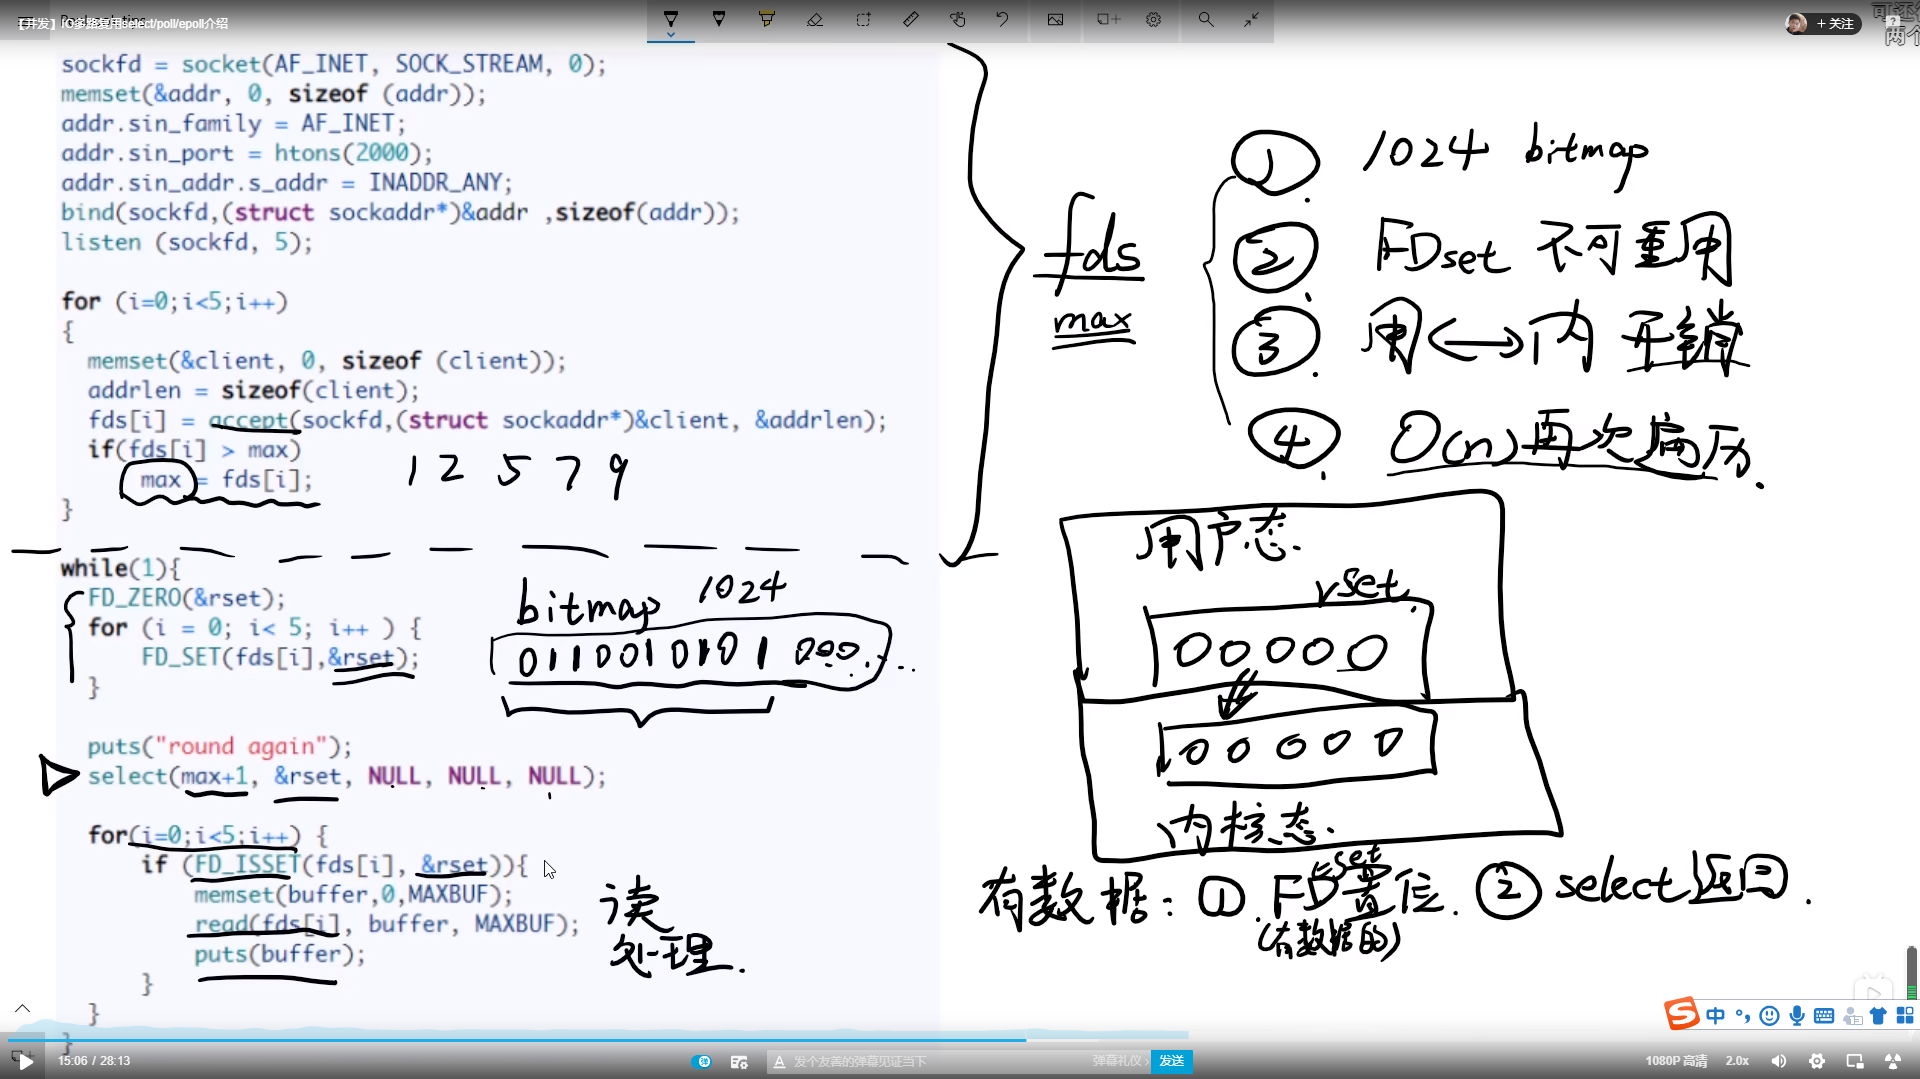 【并发】IO多路复用select/poll/epoll介绍
+ 关注
两个
sockfd = socket(AF_INET, SOCK_STREAM, 0);
memset(&addr, 0, sizeof (addr));
addr.sin_family = AF_INET;
addr.sin_port = htons(2000);
addr.sin_addr.s_addr = INADDR_ANY;
bind(sockfd,(struct sockaddr*)&addr ,sizeof(addr));
listen (sockfd, 5);
for (i=0;i<5;i++)
{
memset(&client, 0, sizeof (client));
addrlen = sizeof(client);
fds[i] = accept(sockfd,(struct sockaddr*)&client, &addrlen);
if(fds[i] > max)
max = fds[i];
}
1 2 5 7 9
while(1){
FD_ZERO(&rset);
for (i = 0; i< 5; i++ ) {
FD_SET(fds[i],&rset);
}
bitmap 1024
0110010101 000...
puts("round again");
select(max+1, &rset, NULL, NULL, NULL);
for(i=0;i<5;i++) {
if (FD_ISSET(fds[i], &rset)){
memset(buffer,0,MAXBUF);
read(fds[i], buffer, MAXBUF);
puts(buffer);
}
}
}
读
处理.
fds
max
① 1024 bitmap
② FDset 不可重用
③ 用<->内 开销
④ O(n)再次遍历.
用户态
rset
00000
00000
内核态.
有数据: ① FD置位. ② select返回.
rset
(有数据的)
中
15:06 / 28:13
弹
发个友善的弹幕见证当下
弹幕礼仪 >
发送
1080P 高清
2.0x